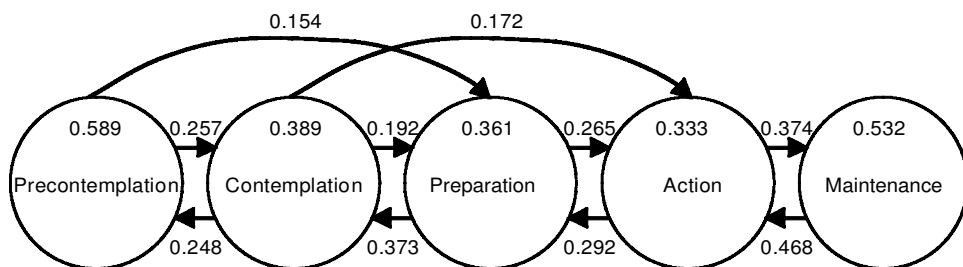 0.154 0.172
0.589 0.257 0.389 0.192 0.361 0.265 0.333 0.374 0.532
Precontemplation Contemplation Preparation Action Maintenance
0.248 0.373 0.292 0.468